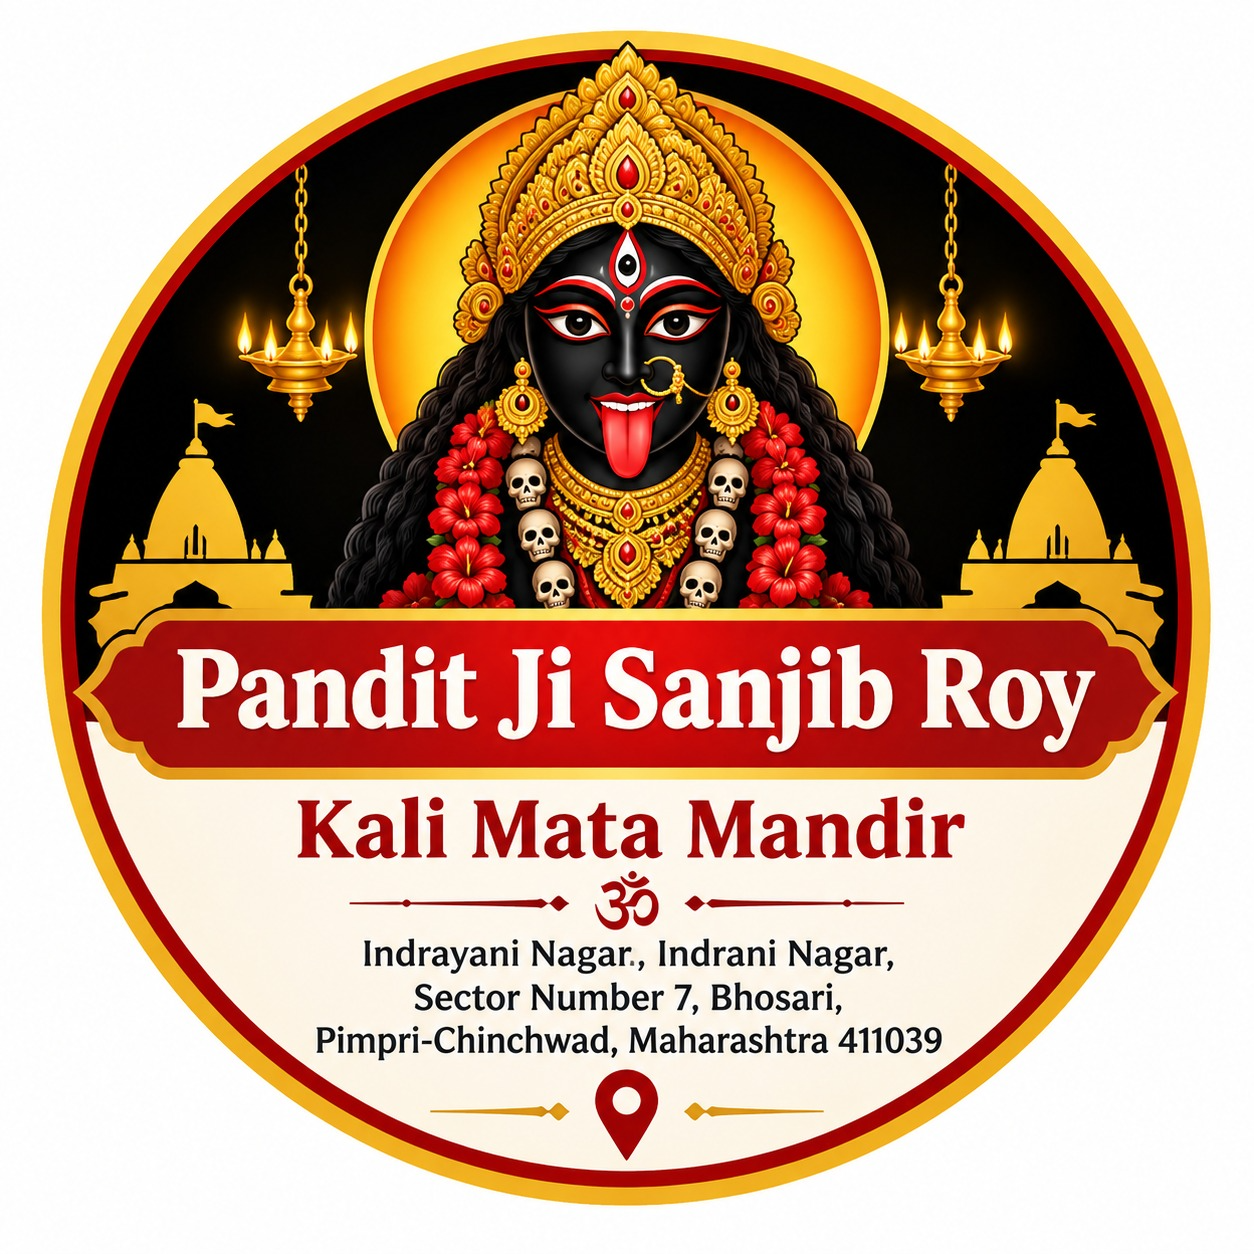 Pandit Ji Sanjib Roy
Kali Mata Mandir
ॐ
Indrayani Nagar., Indrani Nagar,
Sector Number 7, Bhosari,
Pimpri-Chinchwad, Maharashtra 411039